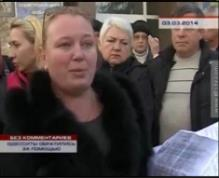 03.03.2014
БЕЗ КОММЕНТАРИЕВ
ОДЕССИТЫ ОБРАТИЛИСЬ
ЗА ПОМОЩЬЮ